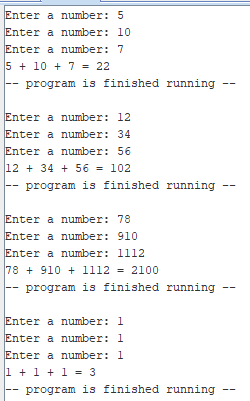 Enter a number: 5
Enter a number: 10
Enter a number: 7
5 + 10 + 7 = 22
-- program is finished running --

Enter a number: 12
Enter a number: 34
Enter a number: 56
12 + 34 + 56 = 102
-- program is finished running --

Enter a number: 78
Enter a number: 910
Enter a number: 1112
78 + 910 + 1112 = 2100
-- program is finished running --

Enter a number: 1
Enter a number: 1
Enter a number: 1
1 + 1 + 1 = 3
-- program is finished running --